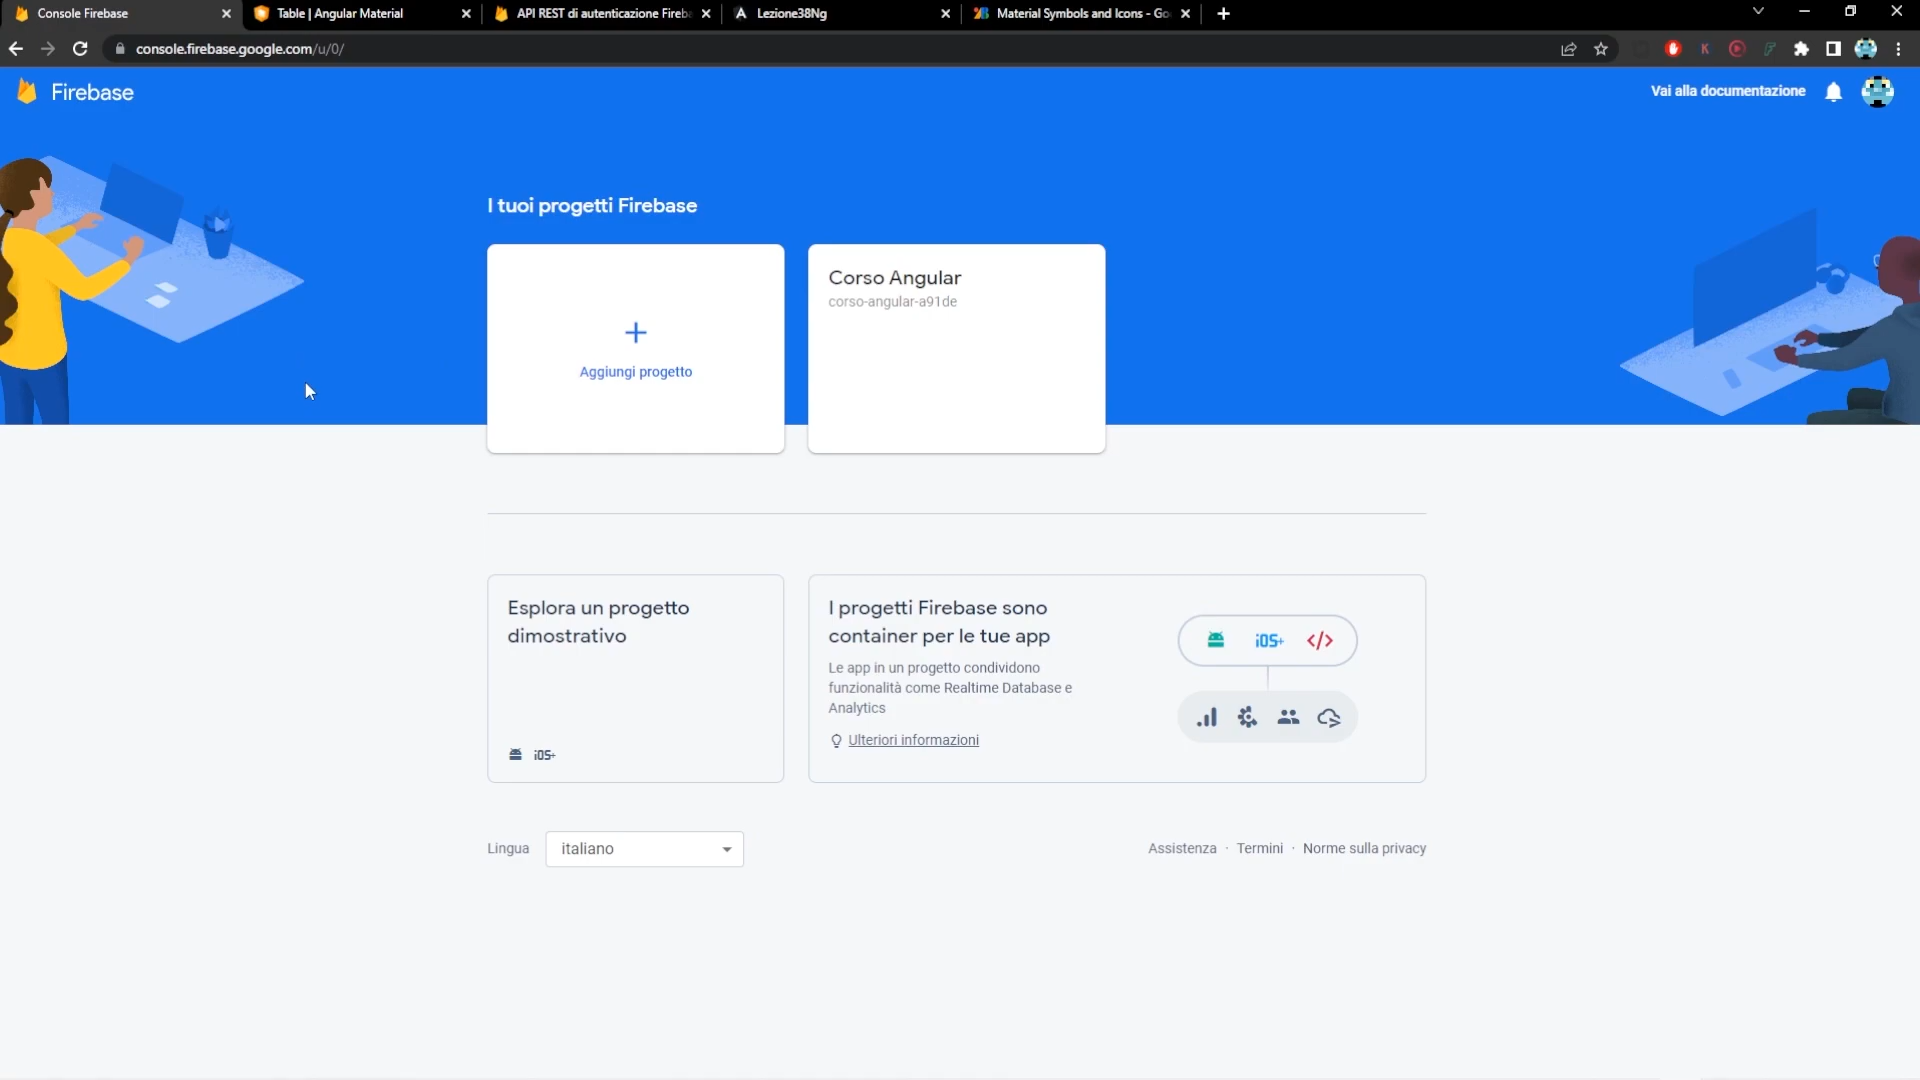 Console Firebase
Table | Angular Material
API REST di autenticazione Fireb
Lezione38Ng
Material Symbols and Icons - Go
console.firebase.google.com/u/0/
Firebase
Vai alla documentazione
I tuoi progetti Firebase
Aggiungi progetto
Corso Angular
corso-angular-a91de
Esplora un progetto
dimostrativo
iOS+
I progetti Firebase sono
container per le tue app
Le app in un progetto condividono
funzionalità come Realtime Database e
Analytics
Ulteriori informazioni
iOS+
Lingua
italiano
Assistenza · Termini · Norme sulla privacy